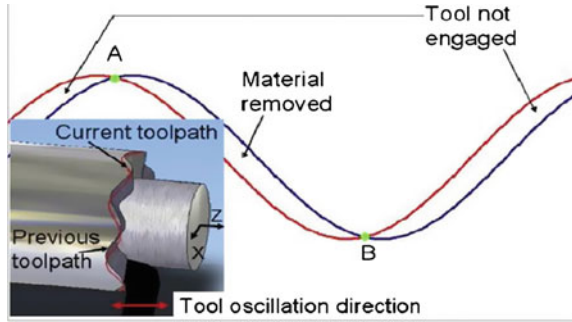 Tool not
engaged
A
Material
removed
Current toolpath
Z
X
Previous
toolpath
B
Tool oscillation direction